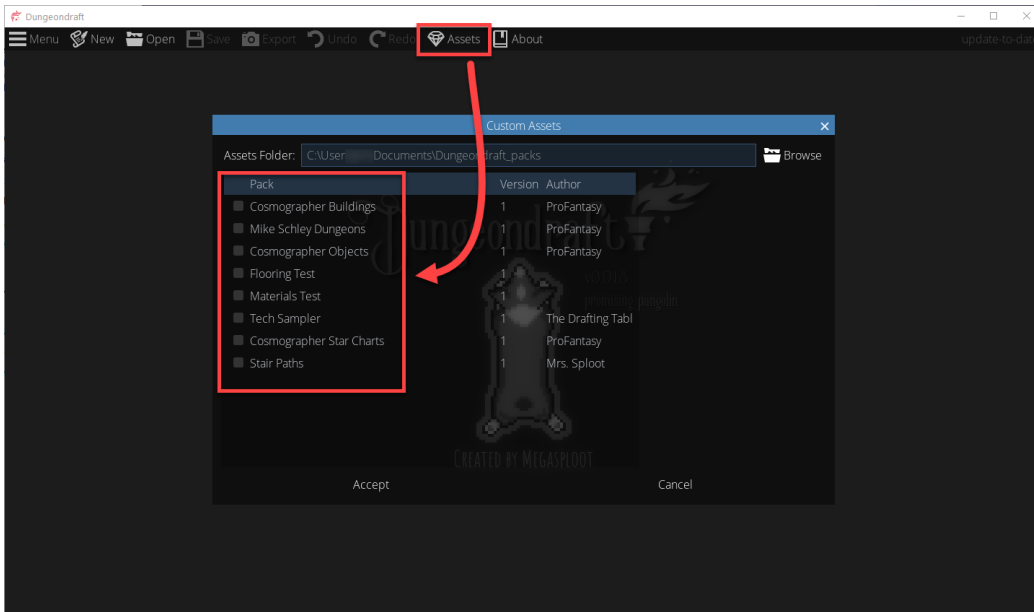 Dungeondraft
Menu New Open Save Export Undo Redo Assets About update-to-dat
Custom Assets
Assets Folder: C:\User Documents\Dungeondraft_packs Browse
Pack Version Author
Cosmographer Buildings 1 ProFantasy
Mike Schley Dungeons 1 ProFantasy
Cosmographer Objects 1 ProFantasy
Flooring Test 1
Materials Test 1
Tech Sampler 1 The Drafting Tabl
Cosmographer Star Charts 1 ProFantasy
Stair Paths 1 Mrs. Sploot
Dungeondraft
CREATED BY MEGASPLOOT
Accept Cancel